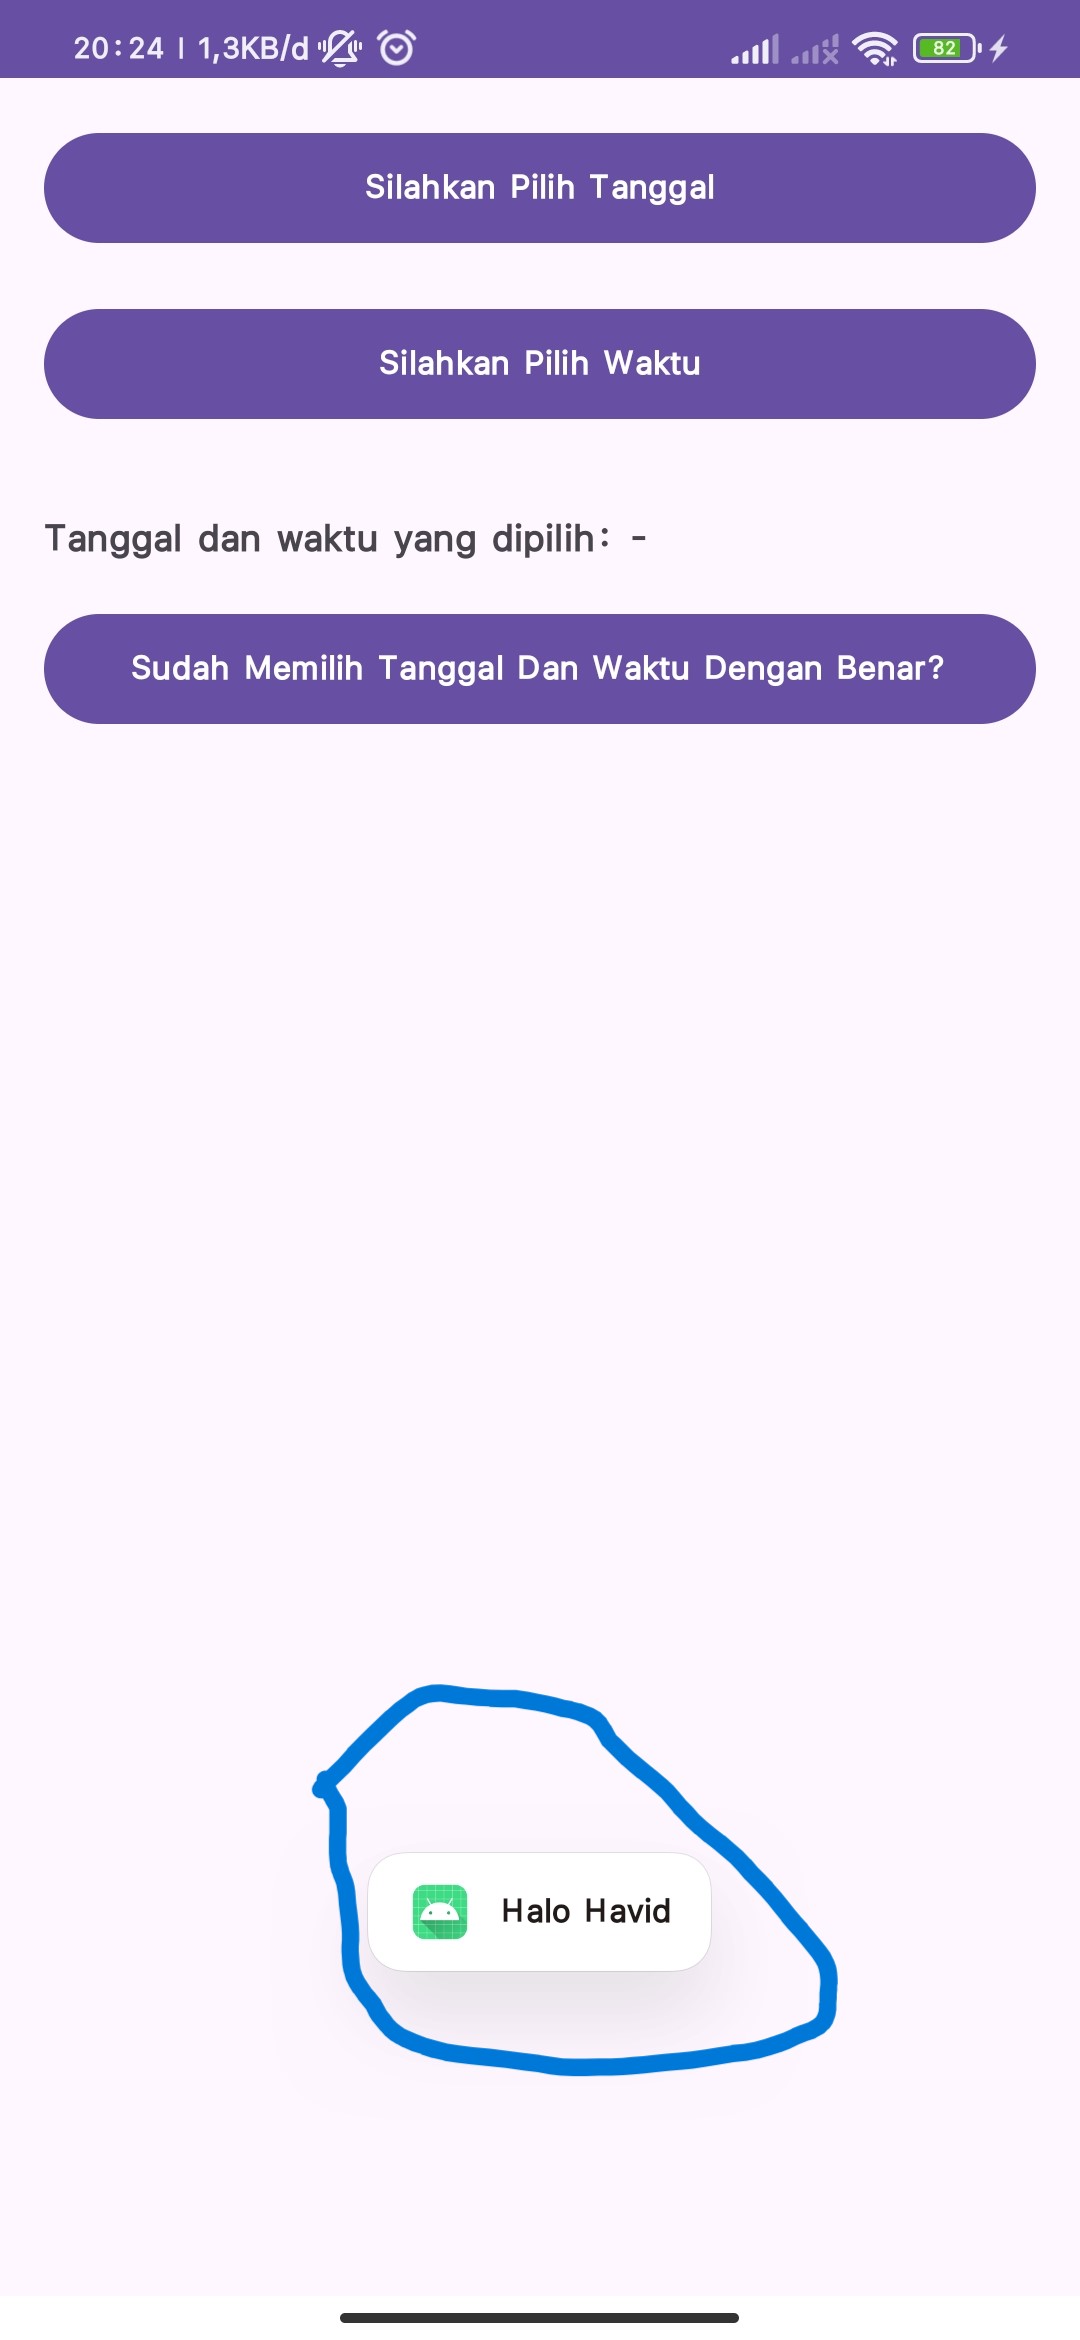 20:24 | 1,3KB/d 82
Silahkan Pilih Tanggal
Silahkan Pilih Waktu
Tanggal dan waktu yang dipilih: -
Sudah Memilih Tanggal Dan Waktu Dengan Benar?
Halo Havid